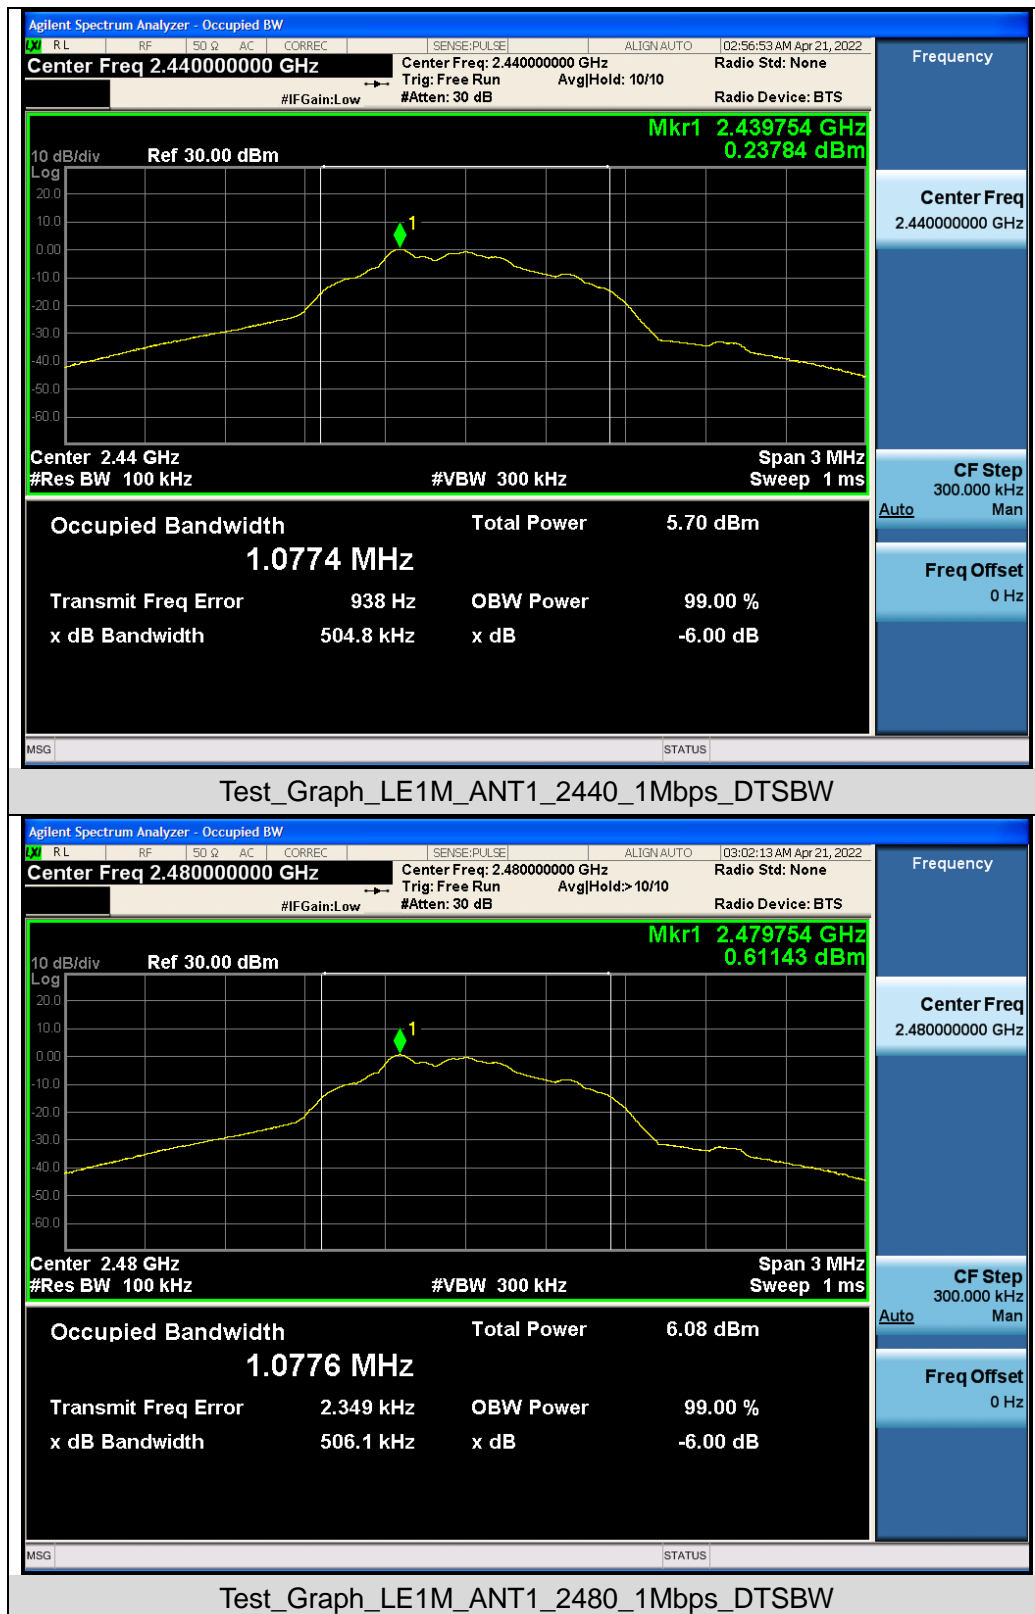 Agilent Spectrum Analyzer - Occupied BW
LXI RL RF 50 Ω AC CORREC SENSE:PULSE ALIGN AUTO 02:56:53 AM Apr 21, 2022
Center Freq 2.440000000 GHz
Center Freq: 2.440000000 GHz Radio Std: None
Trig: Free Run Avg|Hold: 10/10
#IFGain:Low #Atten: 30 dB Radio Device: BTS
Frequency
Mkr1 2.439754 GHz
0.23784 dBm
10 dB/div Ref 30.00 dBm
Log
20.0
10.0
0.00
-10.0
-20.0
-30.0
-40.0
-50.0
-60.0
1
Center 2.44 GHz Span 3 MHz
#Res BW 100 kHz #VBW 300 kHz Sweep 1 ms
Center Freq
2.440000000 GHz
CF Step
300.000 kHz
Auto Man
Freq Offset
0 Hz
Occupied Bandwidth Total Power 5.70 dBm
1.0774 MHz
Transmit Freq Error 938 Hz OBW Power 99.00 %
x dB Bandwidth 504.8 kHz x dB -6.00 dB
MSG STATUS
Test_Graph_LE1M_ANT1_2440_1Mbps_DTSBW
Agilent Spectrum Analyzer - Occupied BW
LXI RL RF 50 Ω AC CORREC SENSE:PULSE ALIGN AUTO 03:02:13 AM Apr 21, 2022
Center Freq 2.480000000 GHz
Center Freq: 2.480000000 GHz Radio Std: None
Trig: Free Run Avg|Hold:>10/10
#IFGain:Low #Atten: 30 dB Radio Device: BTS
Frequency
Mkr1 2.479754 GHz
0.61143 dBm
10 dB/div Ref 30.00 dBm
Log
20.0
10.0
0.00
-10.0
-20.0
-30.0
-40.0
-50.0
-60.0
1
Center 2.48 GHz Span 3 MHz
#Res BW 100 kHz #VBW 300 kHz Sweep 1 ms
Center Freq
2.480000000 GHz
CF Step
300.000 kHz
Auto Man
Freq Offset
0 Hz
Occupied Bandwidth Total Power 6.08 dBm
1.0776 MHz
Transmit Freq Error 2.349 kHz OBW Power 99.00 %
x dB Bandwidth 506.1 kHz x dB -6.00 dB
MSG STATUS
Test_Graph_LE1M_ANT1_2480_1Mbps_DTSBW